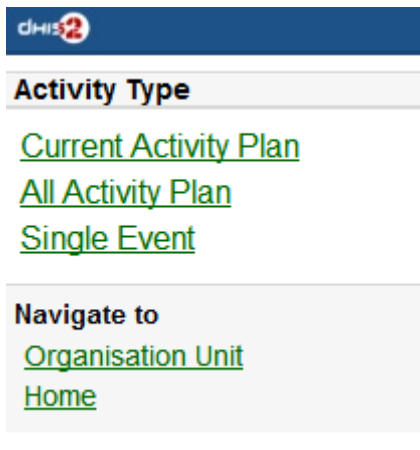 dHIS2
Activity Type
Current Activity Plan
All Activity Plan
Single Event
Navigate to
Organisation Unit
Home